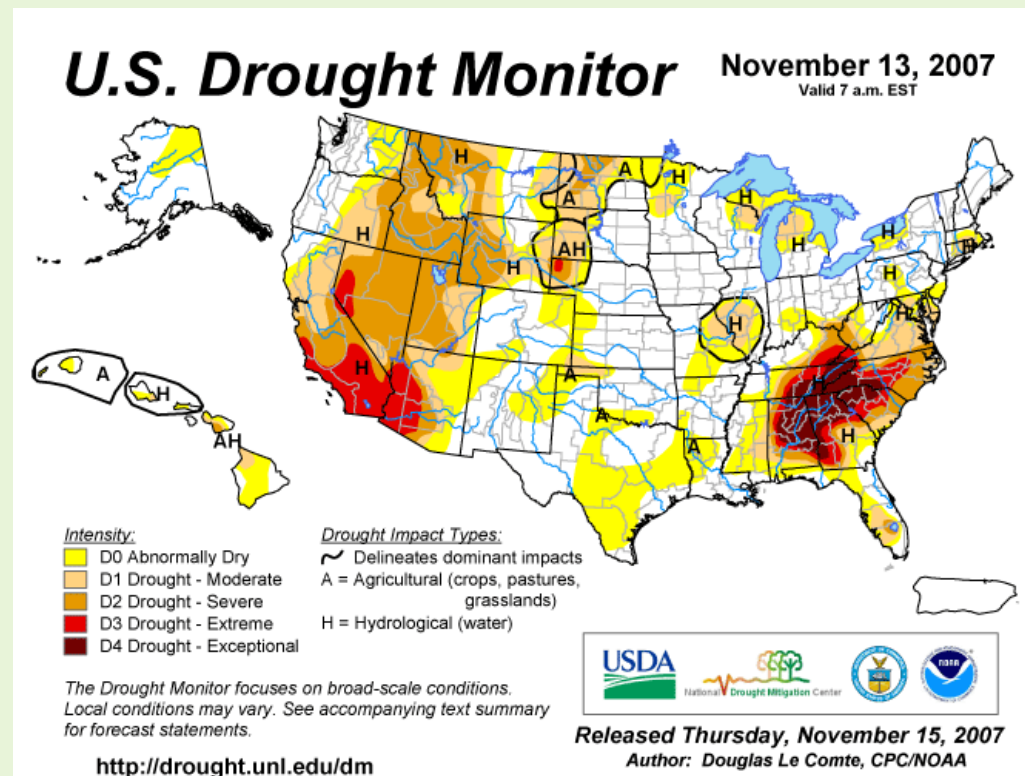 U.S. Drought Monitor
November 13, 2007
Valid 7 a.m. EST
H
A
H
A
H
AH
H
H
H
H
H
H
H
H
H
H
A
A
A
H
H
A
H
AH
Intensity:
D0 Abnormally Dry
D1 Drought - Moderate
D2 Drought - Severe
D3 Drought - Extreme
D4 Drought - Exceptional
Drought Impact Types:
Delineates dominant impacts
A = Agricultural (crops, pastures,
grasslands)
H = Hydrological (water)
The Drought Monitor focuses on broad-scale conditions.
Local conditions may vary. See accompanying text summary
for forecast statements.
http://drought.unl.edu/dm
USDA
National Drought Mitigation Center
NOAA
Released Thursday, November 15, 2007
Author: Douglas Le Comte, CPC/NOAA